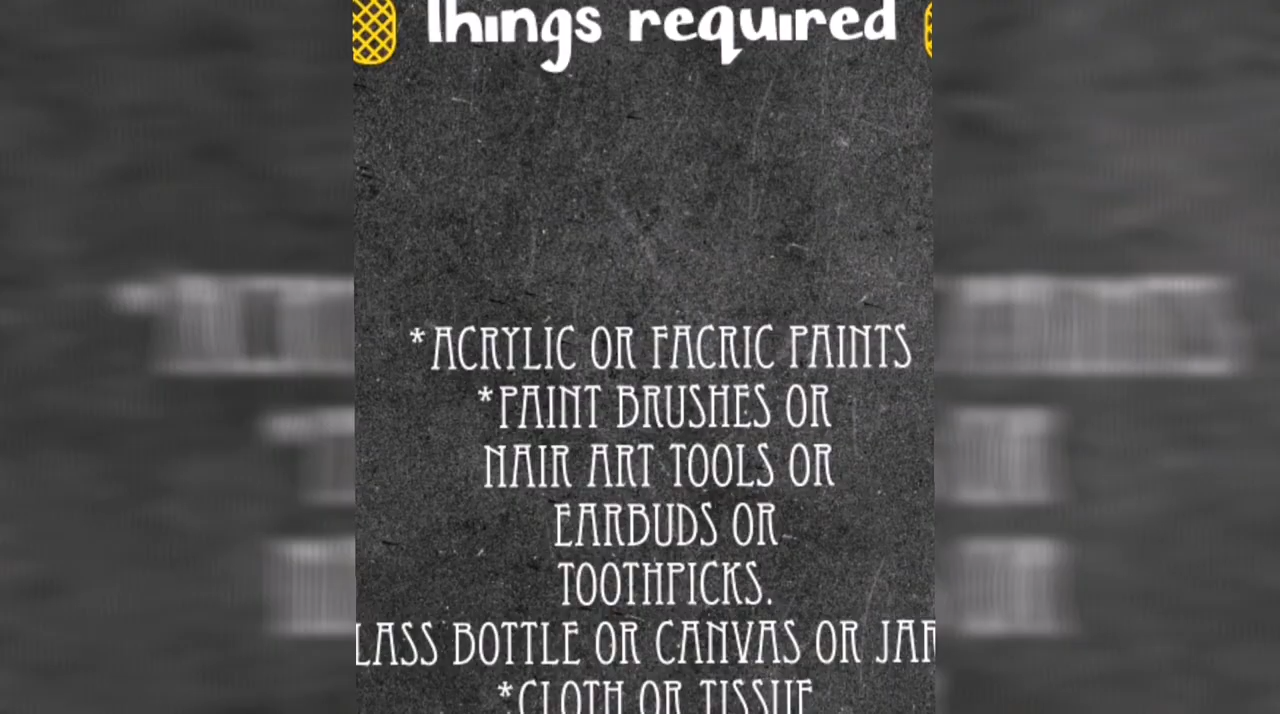 Things required
*ACRYLIC OR FACRIC PAINTS
*PAINT BRUSHES OR
NAIR ART TOOLS OR
EARBUDS OR
TOOTHPICKS.
LASS BOTTLE OR CANVAS OR JAR
*CLOTH OR TISSUE